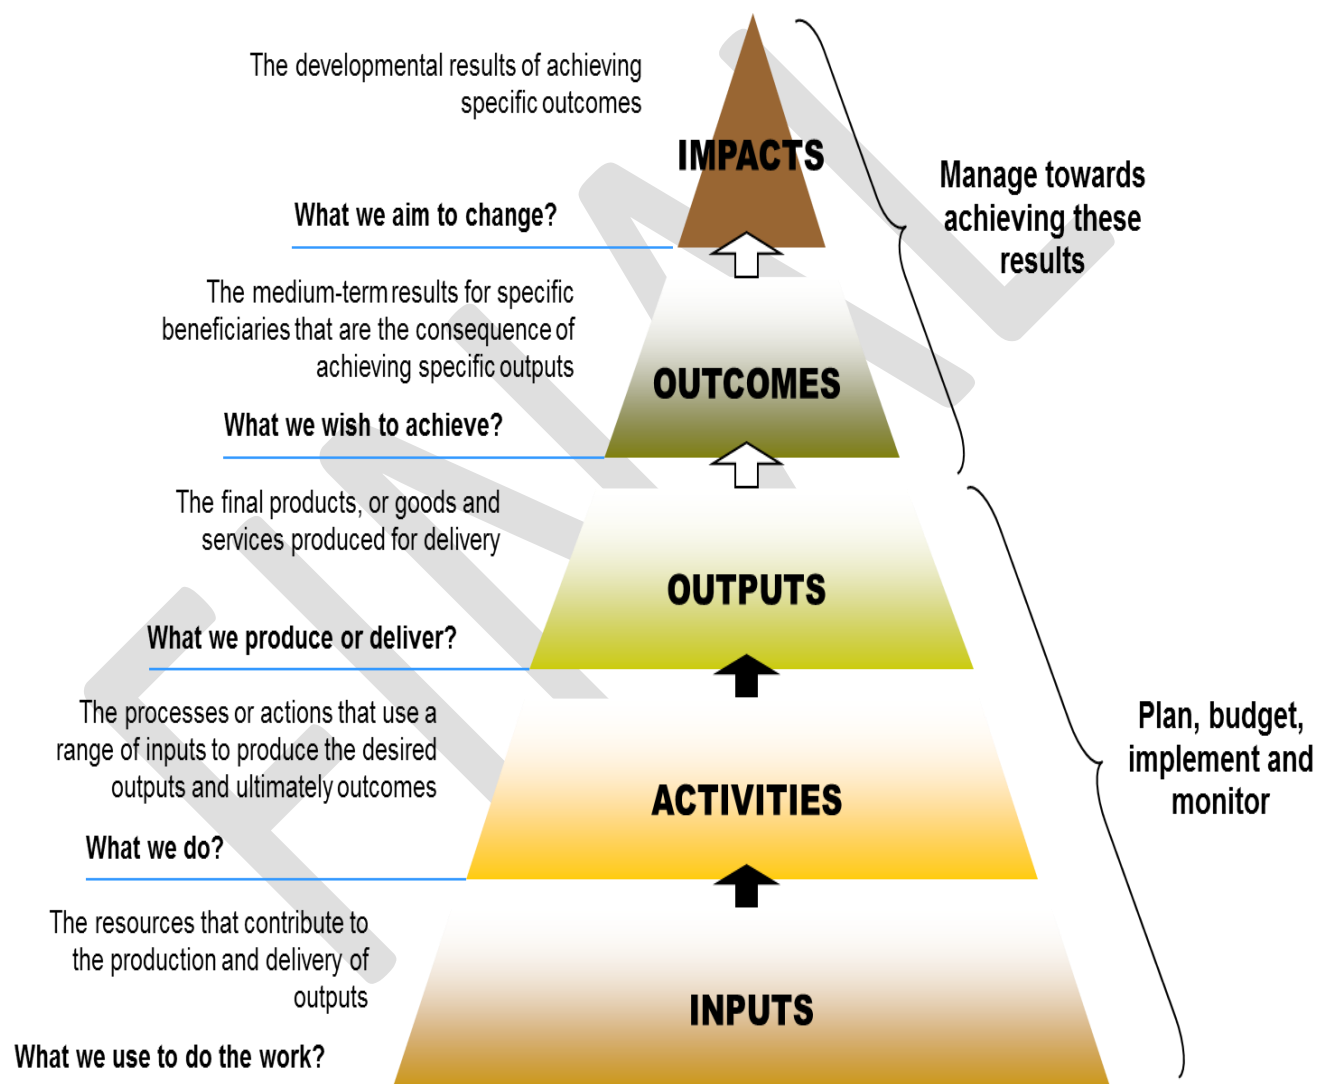 The developmental results of achieving
specific outcomes
IMPACTS
What we aim to change?
Manage towards
achieving these
results
The medium-term results for specific
beneficiaries that are the consequence of
achieving specific outputs
OUTCOMES
What we wish to achieve?
The final products, or goods and
services produced for delivery
OUTPUTS
What we produce or deliver?
The processes or actions that use a
range of inputs to produce the desired
outputs and ultimately outcomes
ACTIVITIES
What we do?
Plan, budget,
implement and
monitor
The resources that contribute to
the production and delivery of
outputs
INPUTS
What we use to do the work?
FINAL